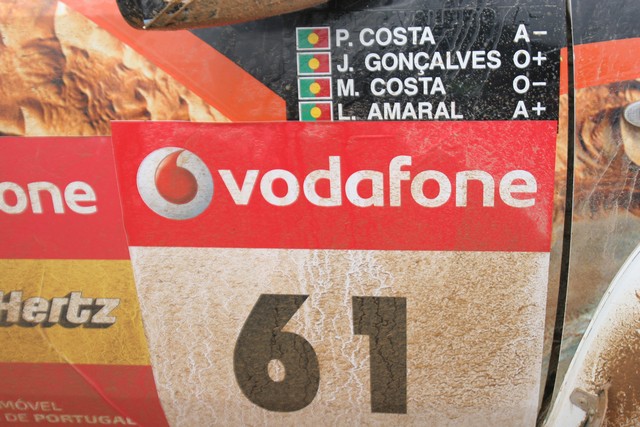 P. COSTA A-
J. GONÇALVES O+
M. COSTA O-
L. AMARAL A+
vodafone
one
Hertz
61
MÓVEL
DE PORTUGAL